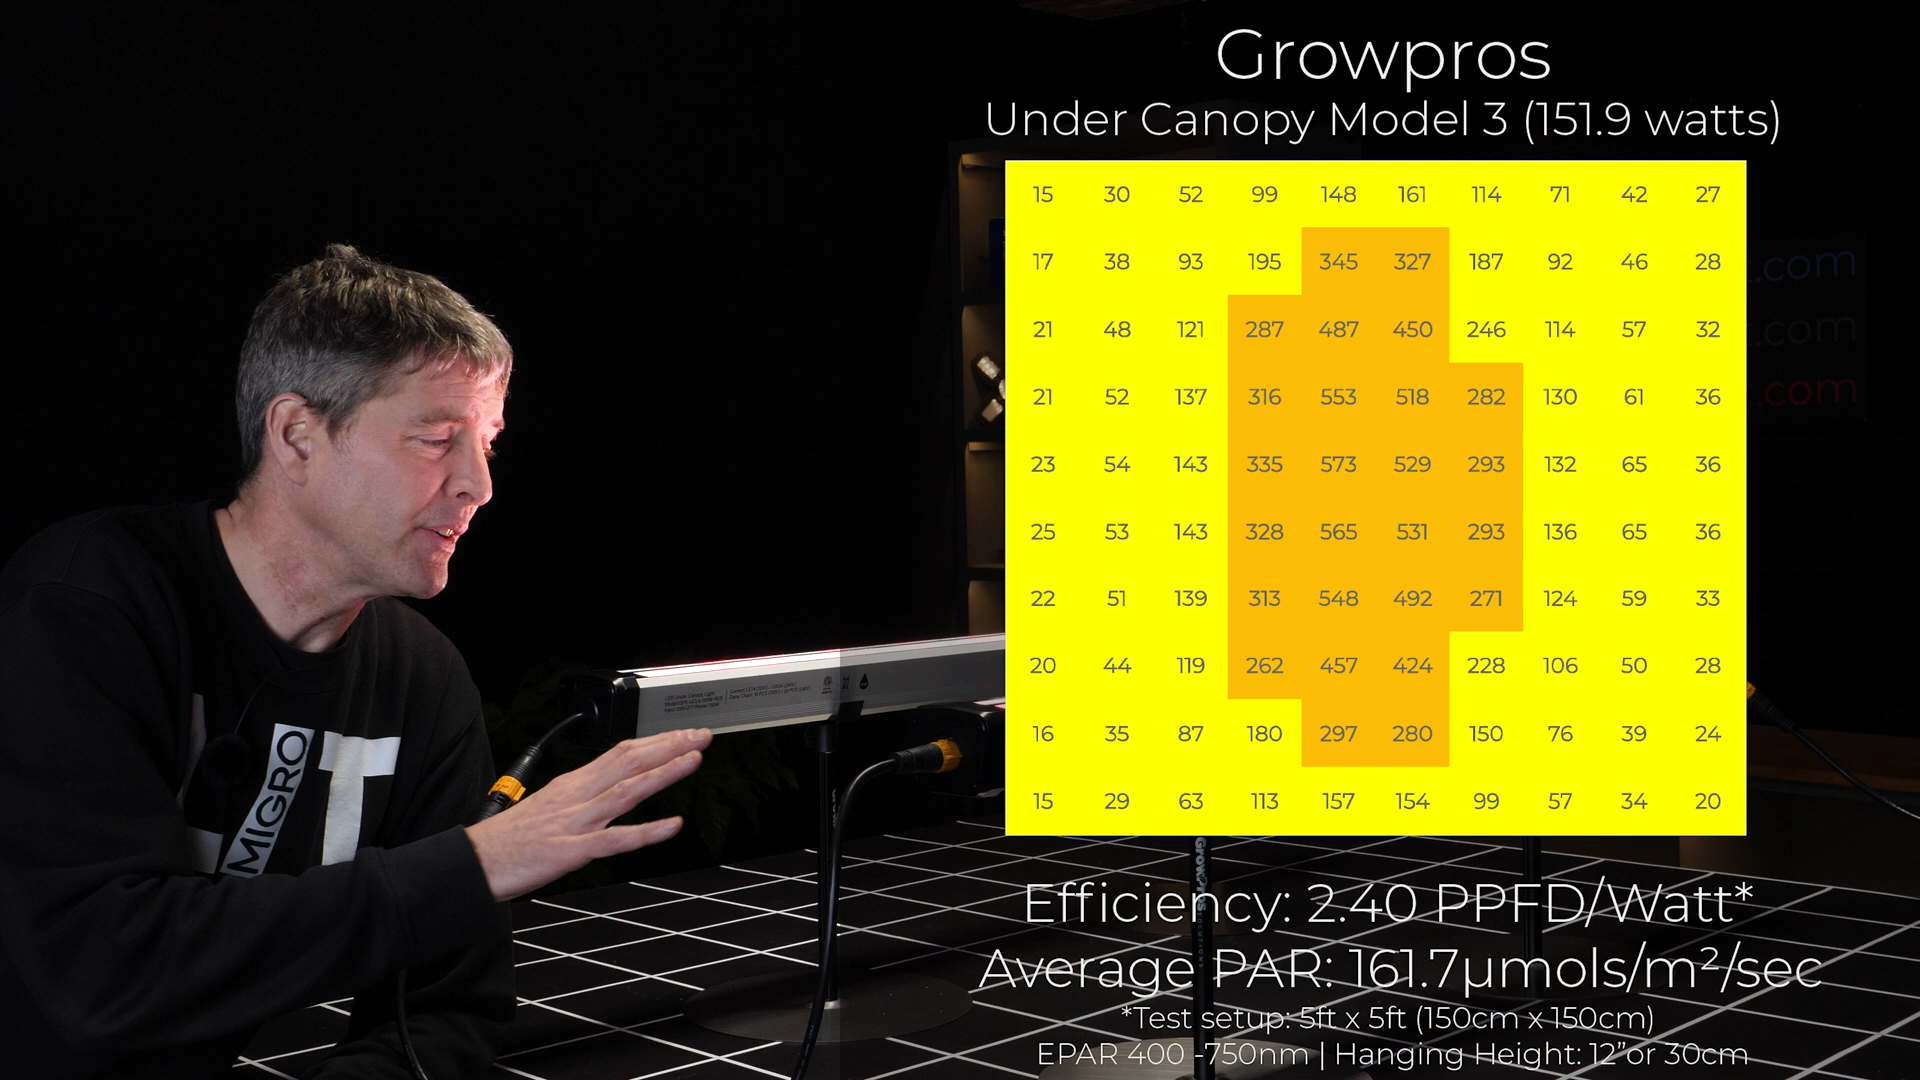 Growpros
Under Canopy Model 3 (151.9 watts)
15 30 52 99 148 161 114 71 42 27
17 38 93 195 345 327 187 92 46 28
21 48 121 287 487 450 246 114 57 32
21 52 137 316 553 518 282 130 61 36
23 54 143 335 573 529 293 132 65 36
25 53 143 328 565 531 293 136 65 36
22 51 139 313 548 492 271 124 59 33
20 44 119 262 457 424 228 106 50 28
16 35 87 180 297 280 150 76 39 24
15 29 63 113 157 154 99 57 34 20
.com
.com
.com
LED Under Canopy Light
MIGRO
Efficiency: 2.40 PPFD/Watt*
Average PAR: 161.7µmols/m²/sec
*Test setup: 5ft x 5ft (150cm x 150cm)
EPAR 400 -750nm | Hanging Height: 12”or 30cm